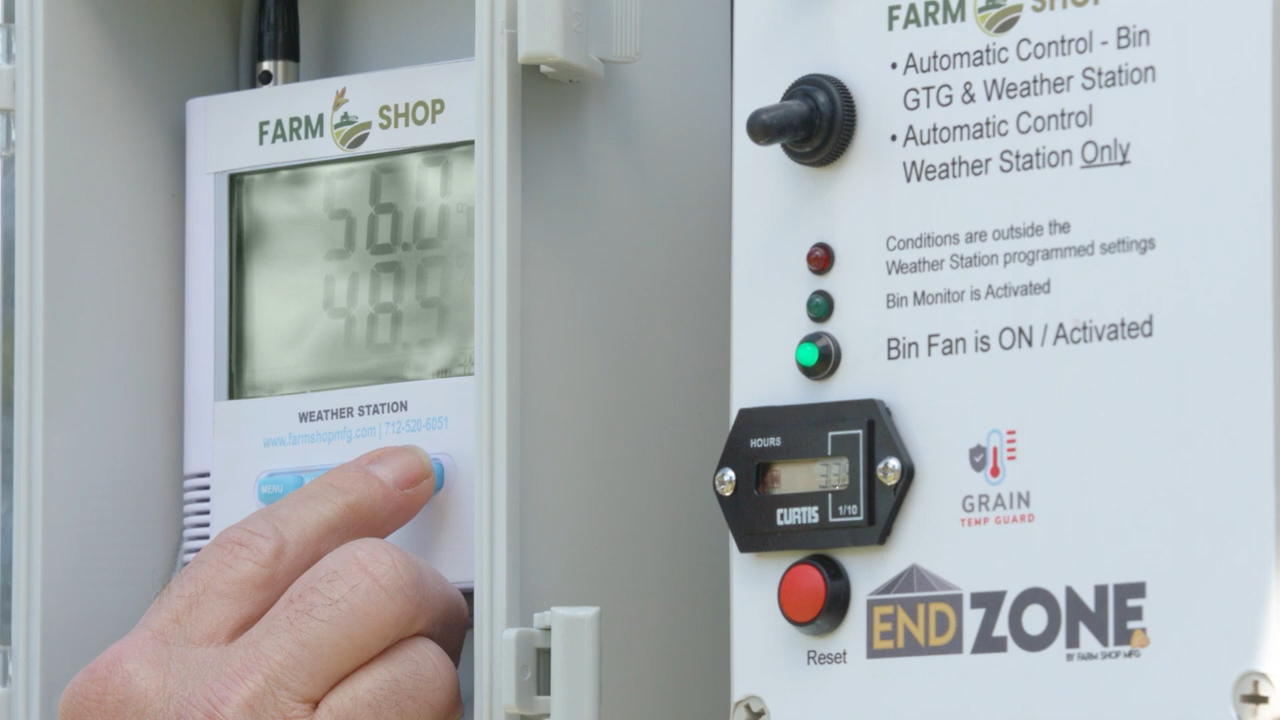 FARM SHOP
56.0
48.5
WEATHER STATION
www.farmshopmfg.com | 712-520-6051
MENU
FARM SHOP
• Automatic Control - Bin
GTG & Weather Station
• Automatic Control
Weather Station Only
Conditions are outside the
Weather Station programmed settings
Bin Monitor is Activated
Bin Fan is ON / Activated
HOURS
CURTIS
1/10
GRAIN
TEMP GUARD
Reset
END ZONE
BY FARM SHOP MFG